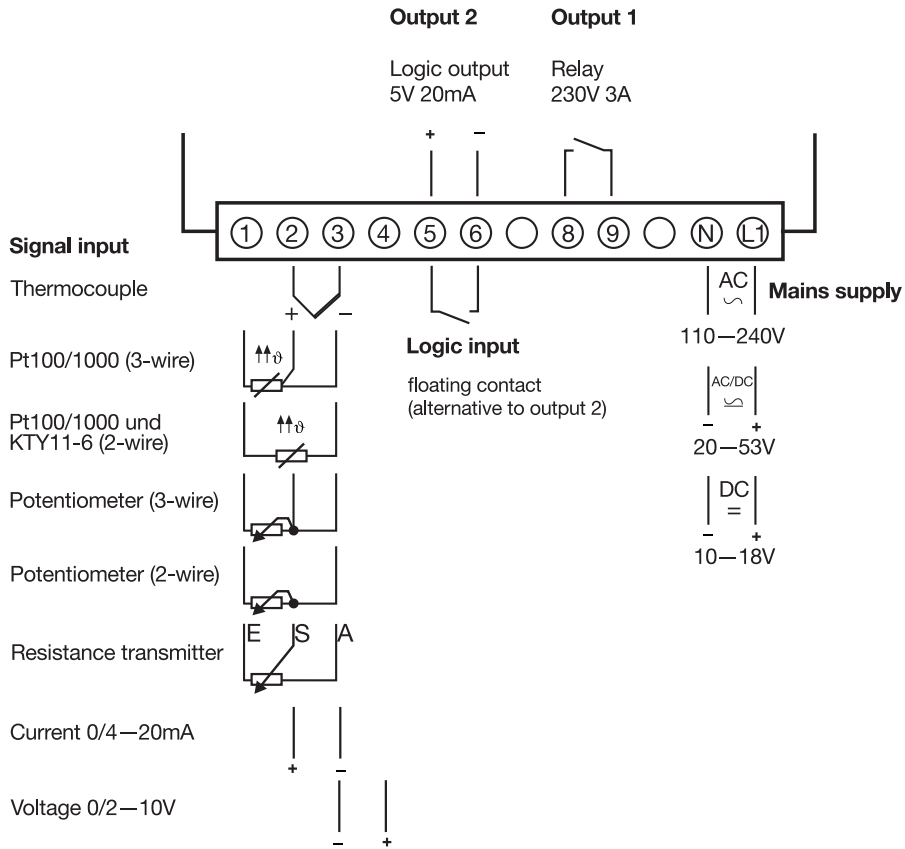 Output 2
Output 1
Logic output
5V 20mA
Relay
230V 3A
+ −
1 2 3 4 5 6 8 9 N L1
Signal input
Thermocouple
+ −
Pt100/1000 (3-wire)
ϑ
Pt100/1000 und
KTY11-6 (2-wire)
ϑ
Potentiometer (3-wire)
Potentiometer (2-wire)
Resistance transmitter
E S A
Current 0/4—20mA
+ −
Voltage 0/2—10V
− +
Logic input
floating contact
(alternative to output 2)
Mains supply
AC
110—240V
AC/DC
− +
20—53V
DC
=
− +
10—18V